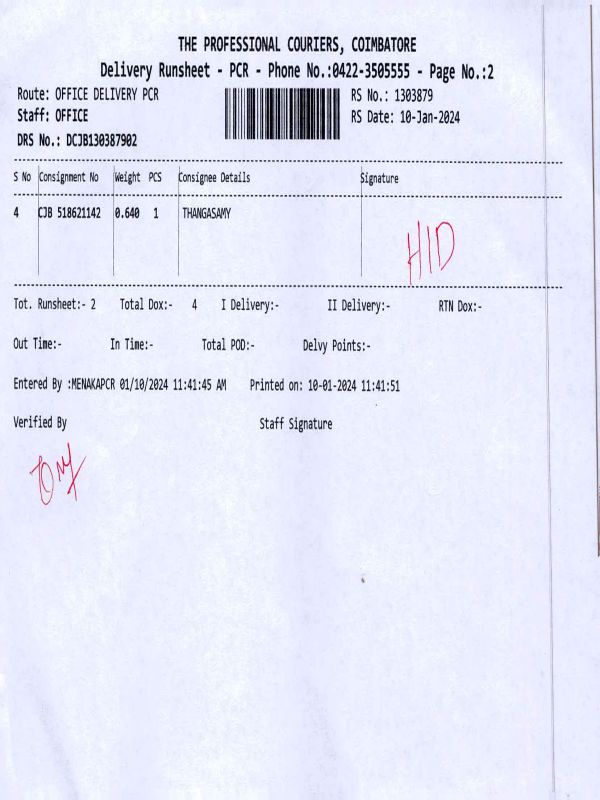 THE PROFESSIONAL COURIERS, COIMBATORE
Delivery Runsheet - PCR - Phone No.:0422-3505555 - Page No.:2
Route: OFFICE DELIVERY PCR RS No.: 1303879
Staff: OFFICE RS Date: 10-Jan-2024
DRS No.: DCJB130387902
S No Consignment No Weight PCS Consignee Details Signature
4 CJB 518621142 0.640 1 THANGASAMY
HID
Tot. Runsheet:- 2 Total Dox:- 4 I Delivery:- II Delivery:- RTN Dox:-
Out Time:- In Time:- Total POD:- Delvy Points:-
Entered By :MENAKAPCR 01/10/2024 11:41:45 AM Printed on: 10-01-2024 11:41:51
Verified By Staff Signature